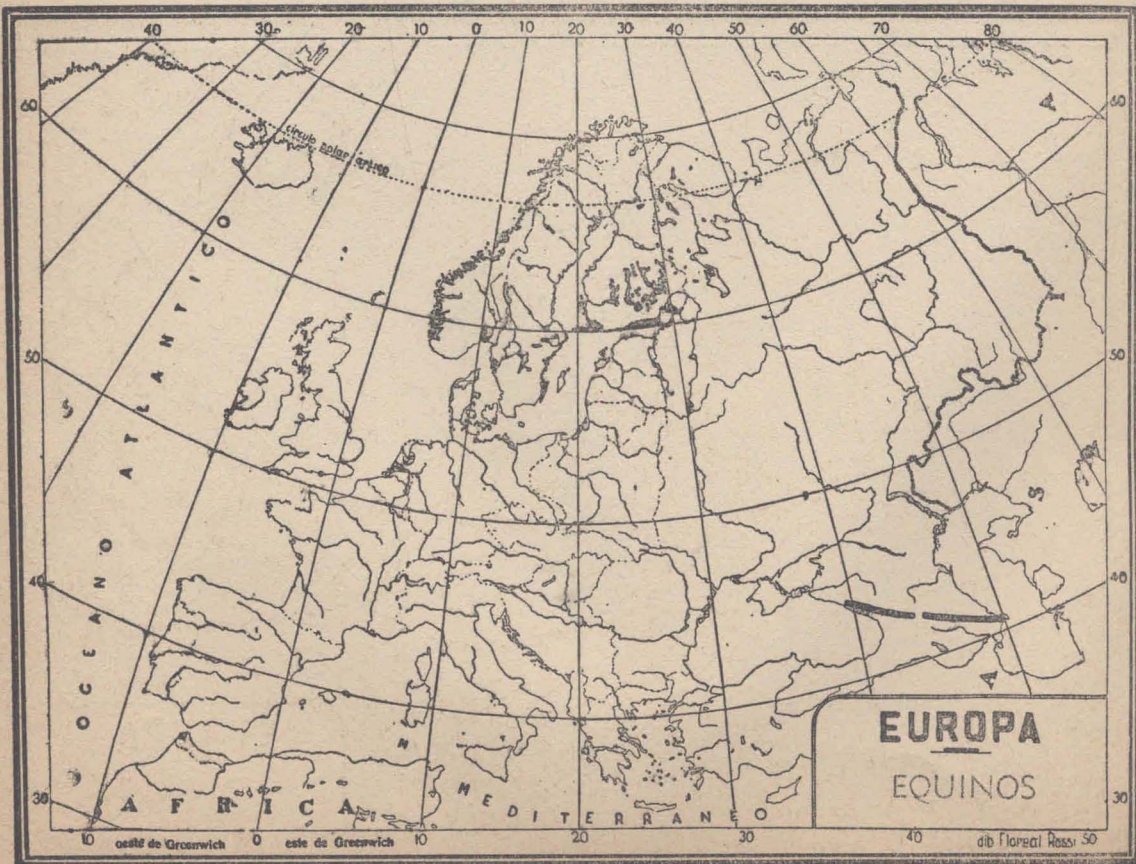 40 30 20 10 0 10 20 30 40 50 60 70 80
60
60
circulo polar artico
50
50
40
40
30
30
OCEANO ATLANTICO
ASIA
AFRICA
MEDITERRANEO
EUROPA
EQUINOS
10 0 10 20 30 40 50
oeste de Greenwich
este de Greenwich
dib Floreal Rossi